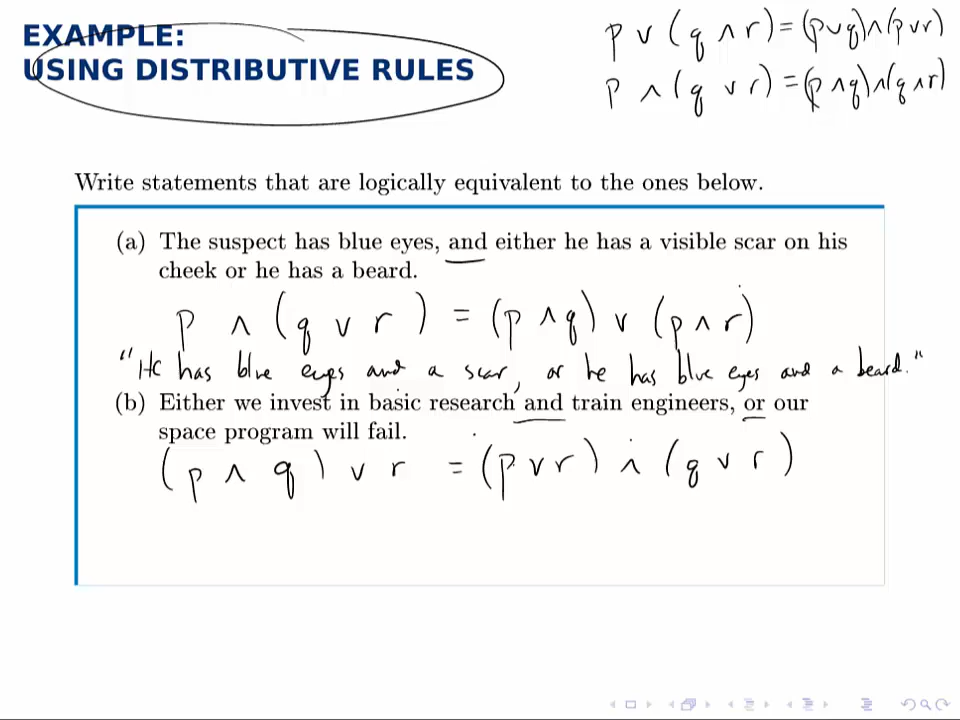 EXAMPLE:
USING DISTRIBUTIVE RULES
p ∨ (q ∧ r) = (p ∨ q) ∧ (p ∨ r)
p ∧ (q ∨ r) = (p ∧ q) ∧ (q ∧ r)
Write statements that are logically equivalent to the ones below.
(a) The suspect has blue eyes, and either he has a visible scar on his
cheek or he has a beard.
p ∧ (q ∨ r) = (p ∧ q) ∨ (p ∧ r)
"He has blue eyes and a scar, or he has blue eyes and a beard."
(b) Either we invest in basic research and train engineers, or our
space program will fail.
(p ∧ q) ∨ r = (p ∨ r) ∧ (q ∨ r)